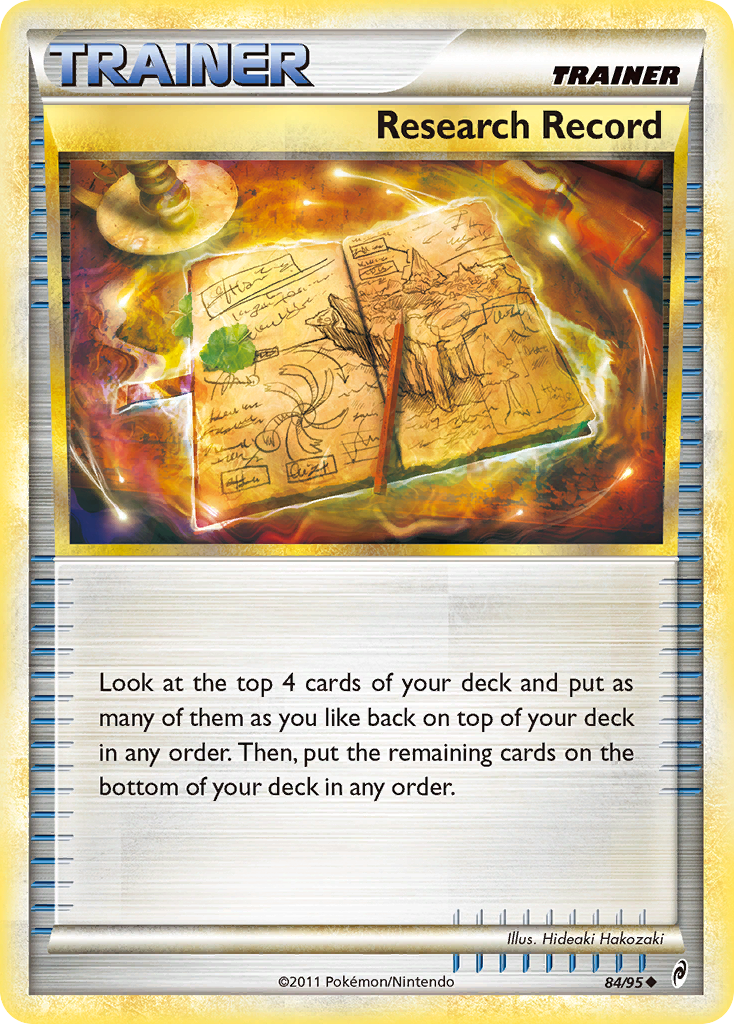 TRAINER
TRAINER
Research Record
Look at the top 4 cards of your deck and put as
many of them as you like back on top of your deck
in any order. Then, put the remaining cards on the
bottom of your deck in any order.
Illus. Hideaki Hakozaki
©2011 Pokémon/Nintendo
84/95